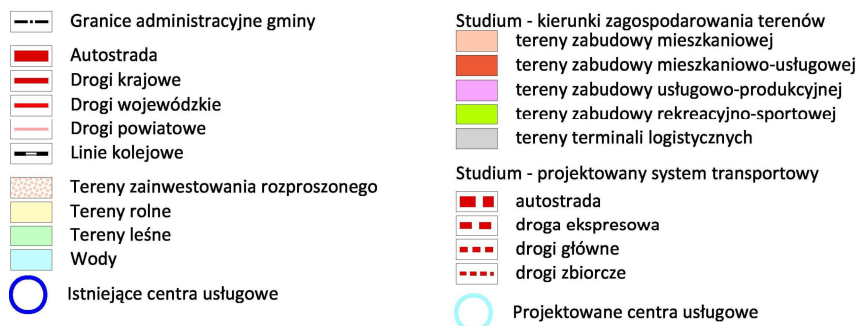 Granice administracyjne gminy
Autostrada
Drogi krajowe
Drogi wojewódzkie
Drogi powiatowe
Linie kolejowe
Tereny zainwestowania rozproszonego
Tereny rolne
Tereny leśne
Wody
Istniejące centra usługowe
Studium - kierunki zagospodarowania terenów
tereny zabudowy mieszkaniowej
tereny zabudowy mieszkaniowo-usługowej
tereny zabudowy usługowo-produkcyjnej
tereny zabudowy rekreacyjno-sportowej
tereny terminali logistycznych
Studium - projektowany system transportowy
autostrada
droga ekspresowa
drogi główne
drogi zbiorcze
Projektowane centra usługowe